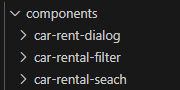 components
car-rent-dialog
car-rental-filter
car-rental-seach